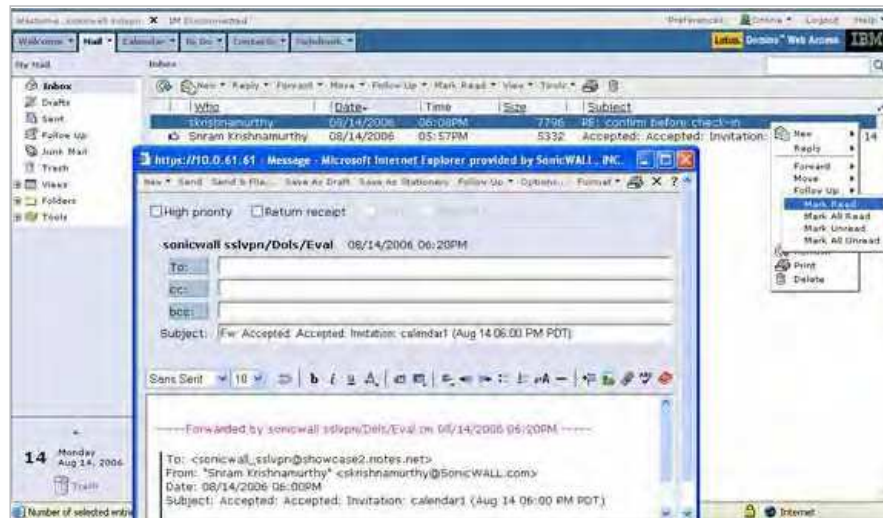 Welcome sonicwall sslvpn X IM Disconnected Preferences Online Logout Help
Welcome Mail Calendar To Do Contacts Notebook Lotus Domino Web Access IBM
My Mail Inbox
Inbox New Reply Forward Move Follow Up Mark Read View Tools
Drafts
Sent
Follow Up
Junk Mail
Trash
Views
Folders
Tools
Who Date Time Size Subject
skrishnamurthy 08/14/2006 06:08PM 7796 RE: confirm before check-in
Sriram Krishnamurthy 08/14/2006 05:57PM 5332 Accepted: Accepted: Invitation: 14
New
Reply
Forward
Move
Follow Up
Mark Read
Mark All Read
Mark Unread
Mark All Unread
Print
Delete
https://10.0.61.61 - Message - Microsoft Internet Explorer provided by SonicWALL, INC.
New Send Send & File... Save As Draft Save As Stationery Follow Up Options... Format X ?
High priority Return receipt
sonicwall sslvpn/Dols/Eval 08/14/2006 06:20PM
To:
cc:
bcc:
Subject: Fw: Accepted: Accepted: Invitation: calendar1 (Aug 14 06:00 PM PDT)
Sans Serif 10 b i u A
-----Forwarded by sonicwall sslvpn/Dols/Eval on 08/14/2006 06:20PM -----
To: <sonicwall_sslvpn@showcase2.notes.net>
From: "Sriram Krishnamurthy" <skrishnamurthy@SonicWALL.com>
Date: 08/14/2006 06:00PM
Subject: Accepted: Accepted: Invitation: calendar1 (Aug 14 06:00 PM PDT)
14 Monday
Aug 14, 2006
Trash
Number of selected Internet